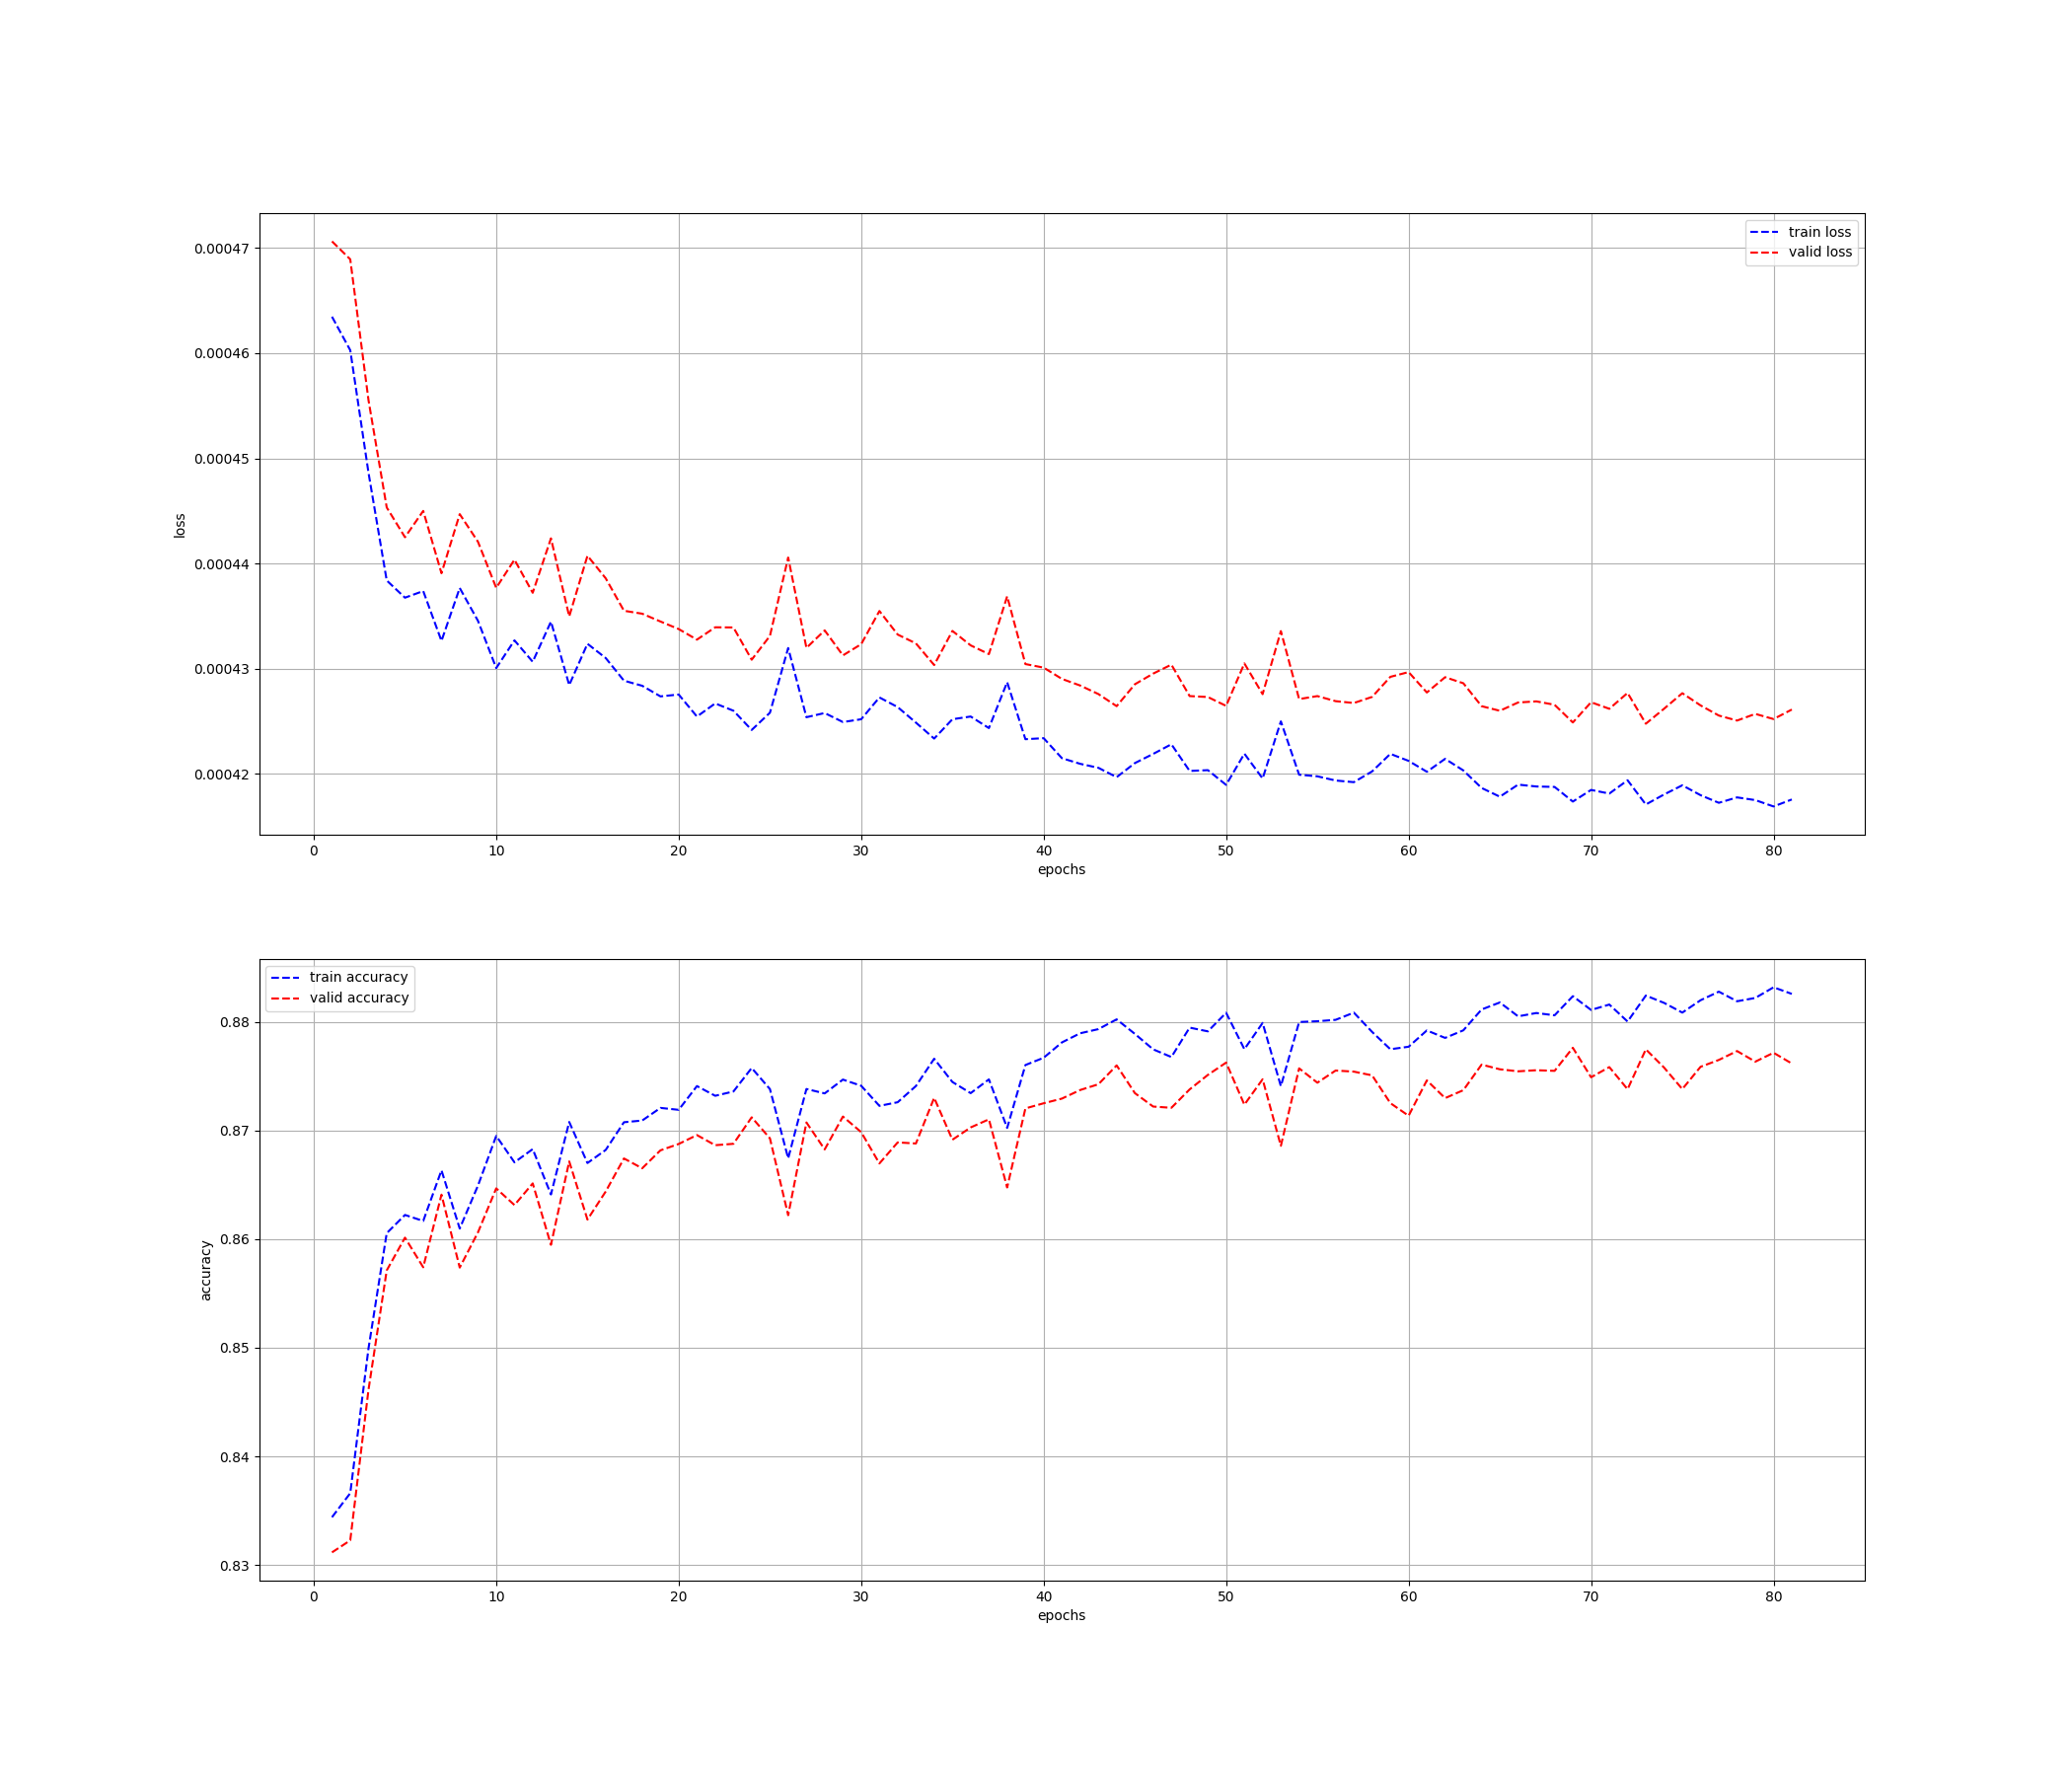 train loss
valid loss
0.00047
0.00046
0.00045
0.00044
0.00043
0.00042
loss
0 10 20 30 40 50 60 70 80
epochs
train accuracy
valid accuracy
0.88
0.87
0.86
0.85
0.84
0.83
accuracy
0 10 20 30 40 50 60 70 80
epochs